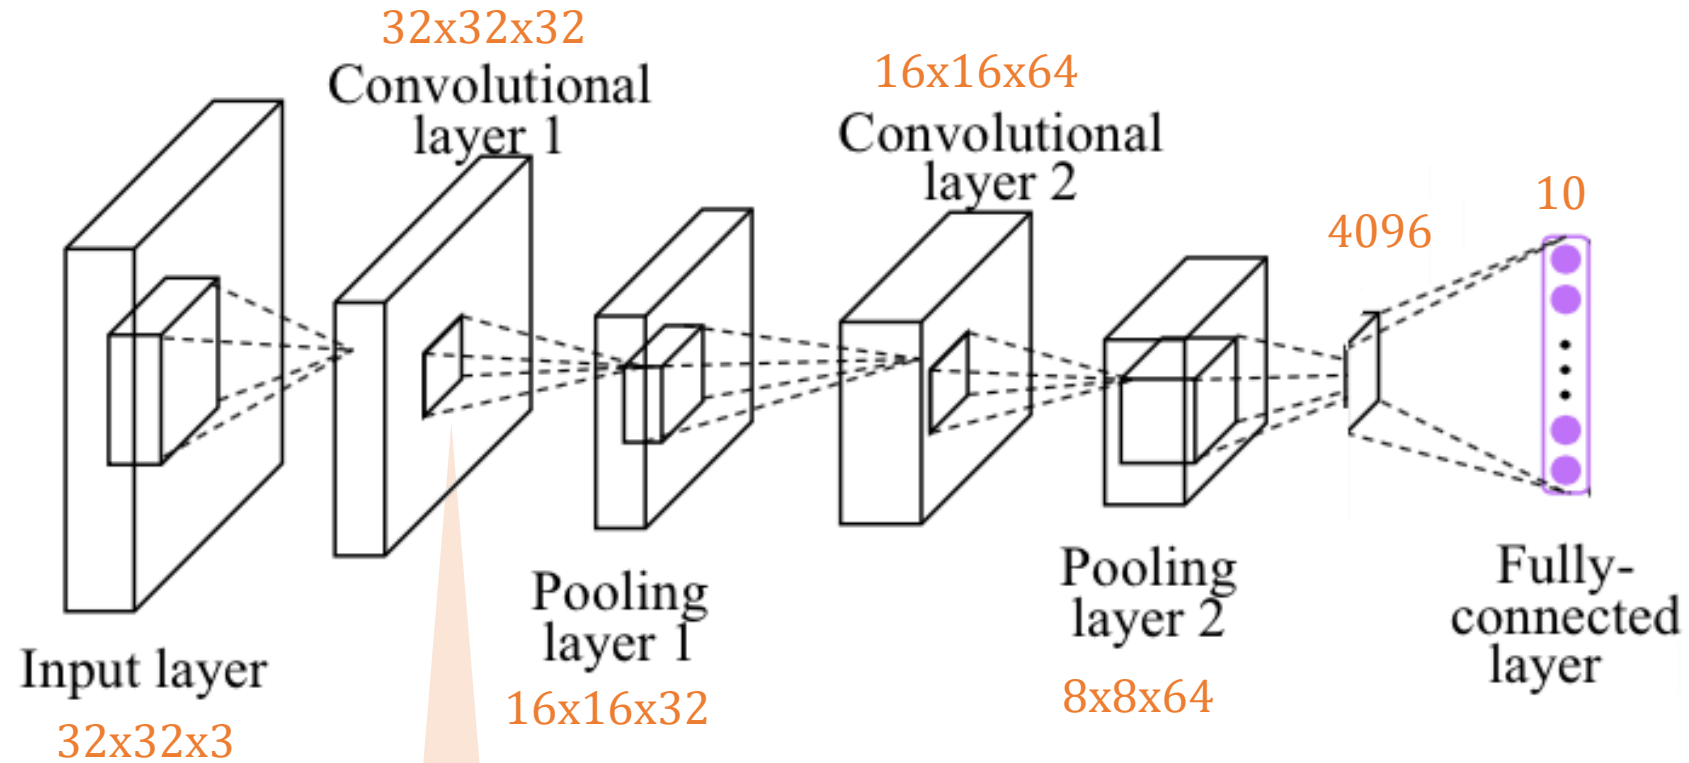 32x32x32
Convolutional
layer 1
16x16x64
Convolutional
layer 2
10
4096
Pooling
layer 1
16x16x32
Pooling
layer 2
8x8x64
Fully-
connected
layer
Input layer
32x32x3